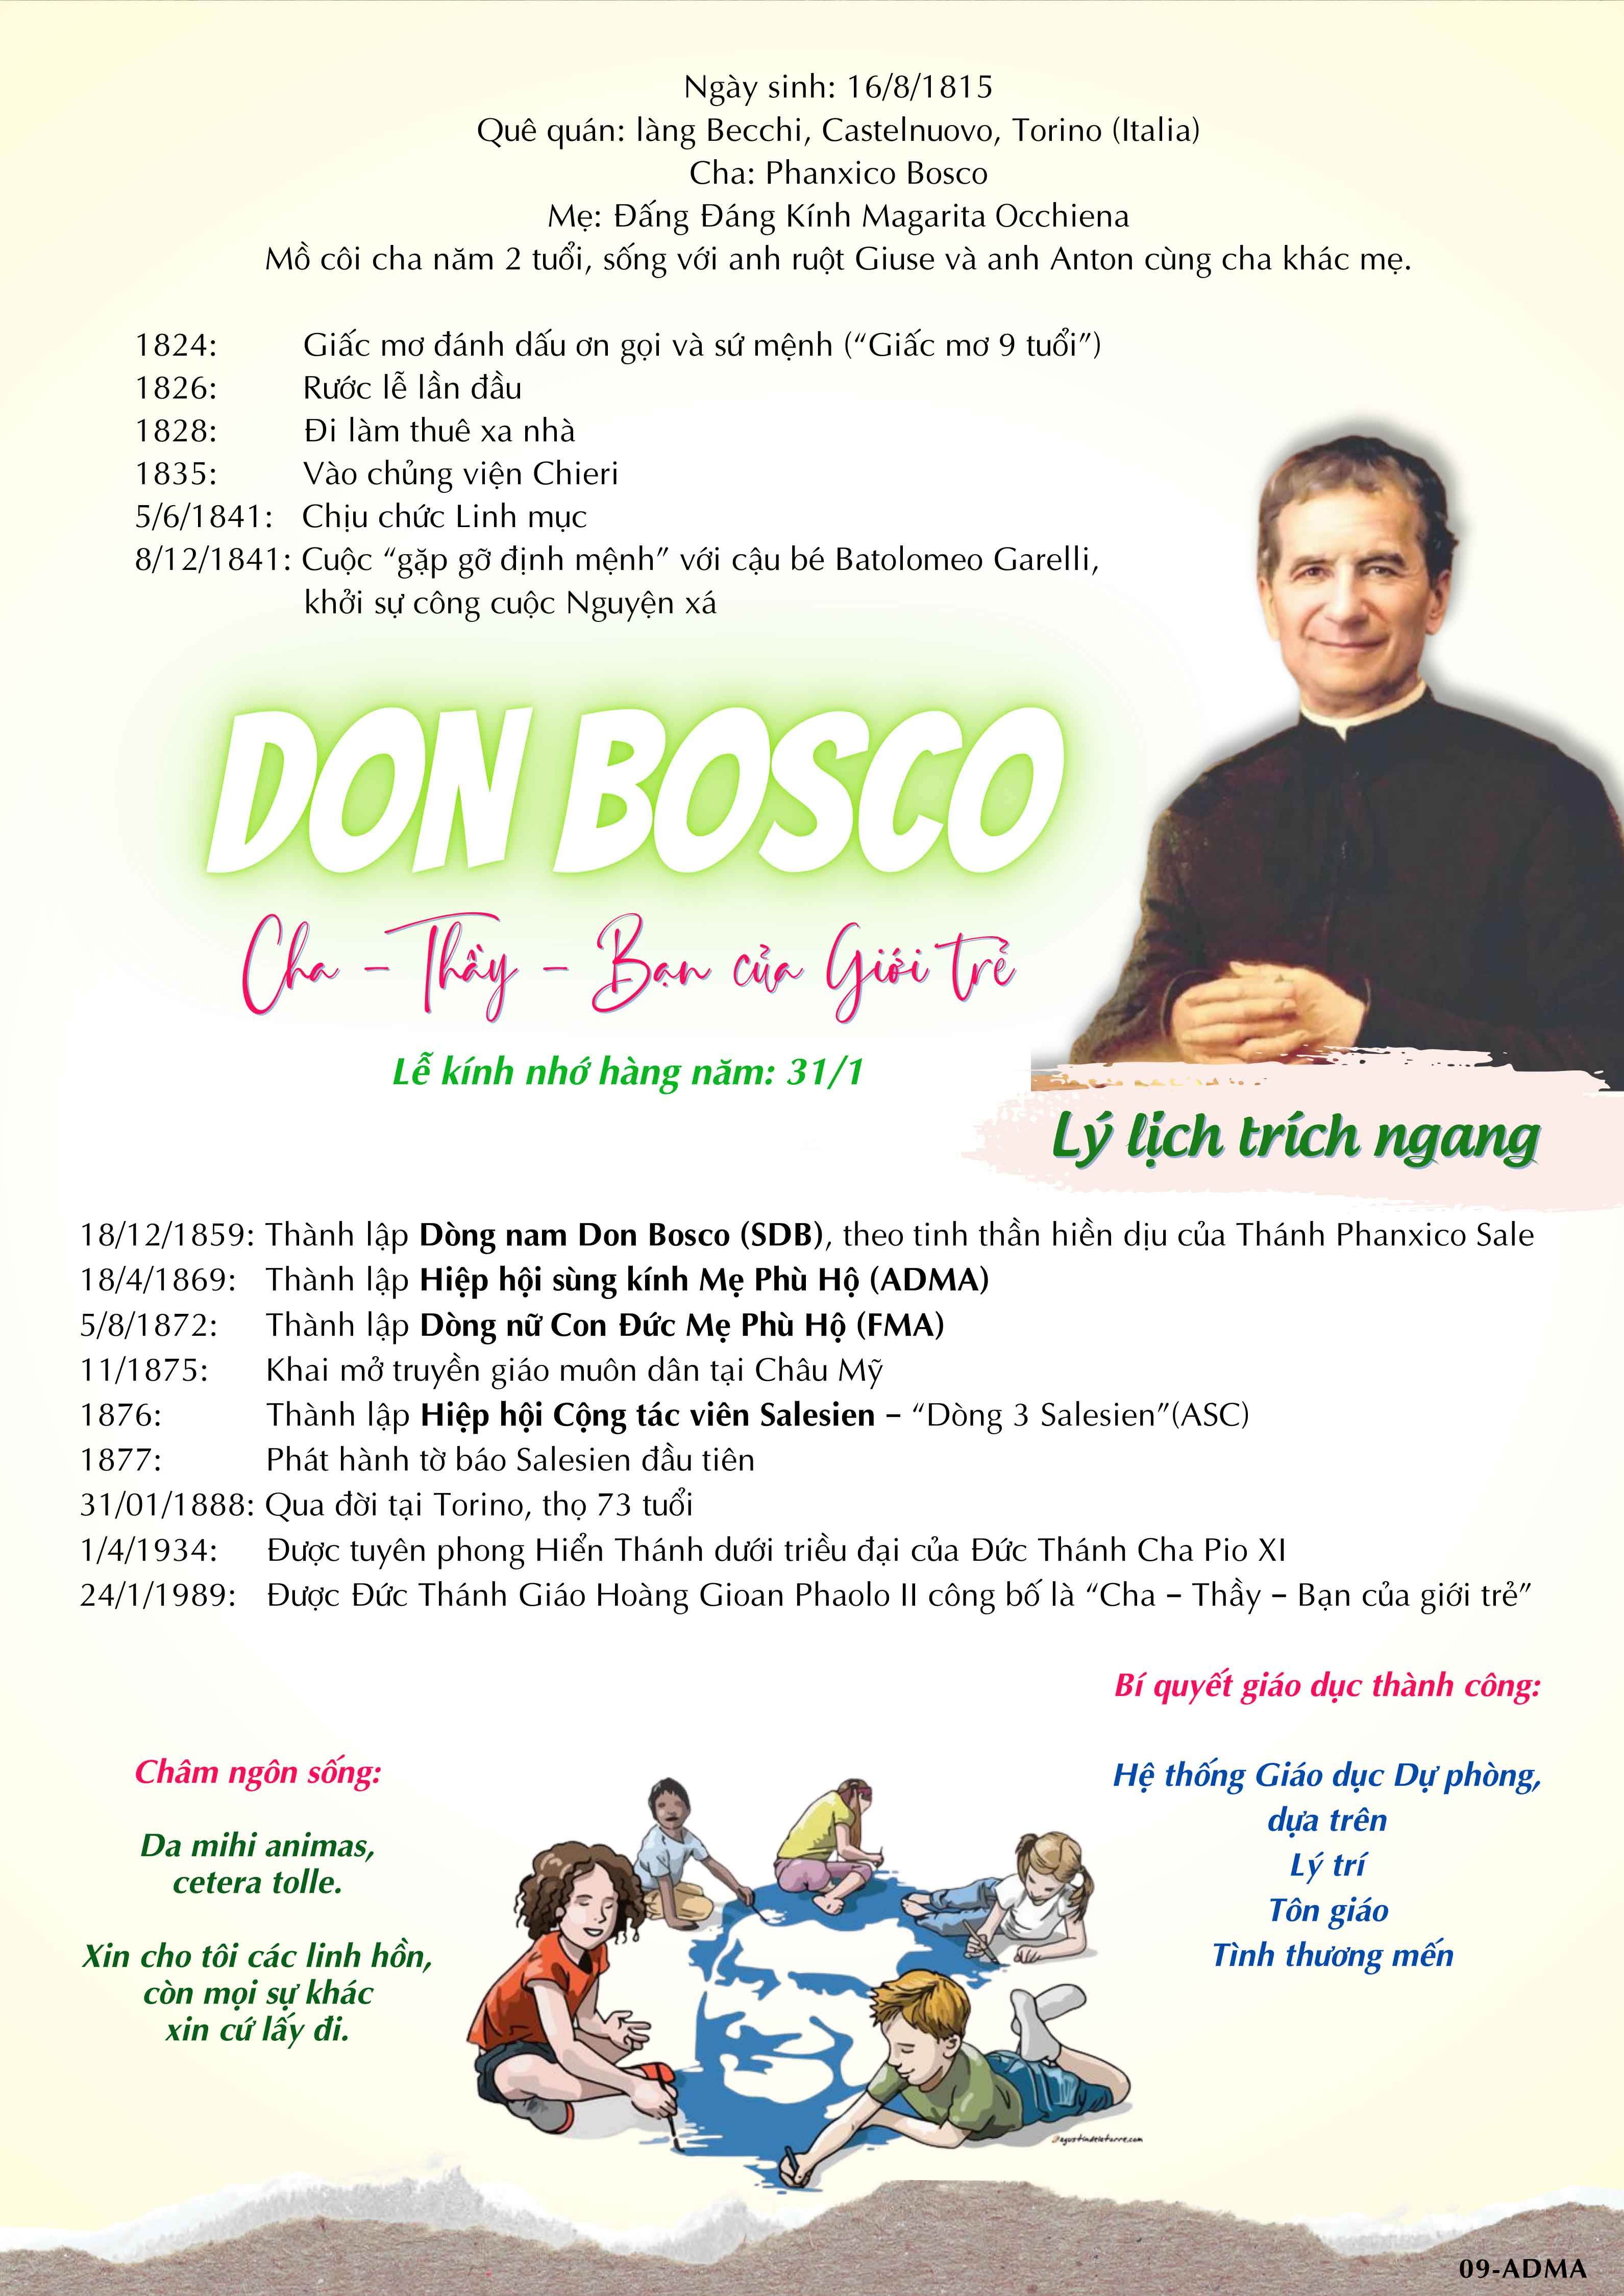 Ngày sinh: 16/8/1815
Quê quán: làng Becchi, Castelnuovo, Torino (Italia)
Cha: Phanxico Bosco
Mẹ: Đấng Đáng Kính Magarita Occhiena
Mồ côi cha năm 2 tuổi, sống với anh ruột Giuse và anh Anton cùng cha khác mẹ.
1824: Giấc mơ đánh dấu ơn gọi và sứ mệnh (“Giấc mơ 9 tuổi”)
1826: Rước lễ lần đầu
1828: Đi làm thuê xa nhà
1835: Vào chủng viện Chieri
5/6/1841: Chịu chức Linh mục
8/12/1841: Cuộc “gặp gỡ định mệnh” với cậu bé Batolomeo Garelli,
khởi sự công cuộc Nguyện xá
DON BOSCO
Cha – Thầy – Bạn của Giới trẻ
Lễ kính nhớ hàng năm: 31/1
Lý lịch trích ngang
18/12/1859: Thành lập Dòng nam Don Bosco (SDB), theo tinh thần hiền dịu của Thánh Phanxico Sale
18/4/1869: Thành lập Hiệp hội sùng kính Mẹ Phù Hộ (ADMA)
5/8/1872: Thành lập Dòng nữ Con Đức Mẹ Phù Hộ (FMA)
11/1875: Khai mở truyền giáo muôn dân tại Châu Mỹ
1876: Thành lập Hiệp hội Cộng tác viên Salesien – “Dòng 3 Salesien”(ASC)
1877: Phát hành tờ báo Salesien đầu tiên
31/01/1888: Qua đời tại Torino, thọ 73 tuổi
1/4/1934: Được tuyên phong Hiển Thánh dưới triều đại của Đức Thánh Cha Pio XI
24/1/1989: Được Đức Thánh Giáo Hoàng Gioan Phaolo II công bố là “Cha – Thầy – Bạn của giới trẻ”
Châm ngôn sống:
Da mihi animas,
cetera tolle.
Xin cho tôi các linh hồn,
còn mọi sự khác
xin cứ lấy đi.
Bí quyết giáo dục thành công:
Hệ thống Giáo dục Dự phòng,
dựa trên
Lý trí
Tôn giáo
Tình thương mến
agustindelatorre.com
09-ADMA